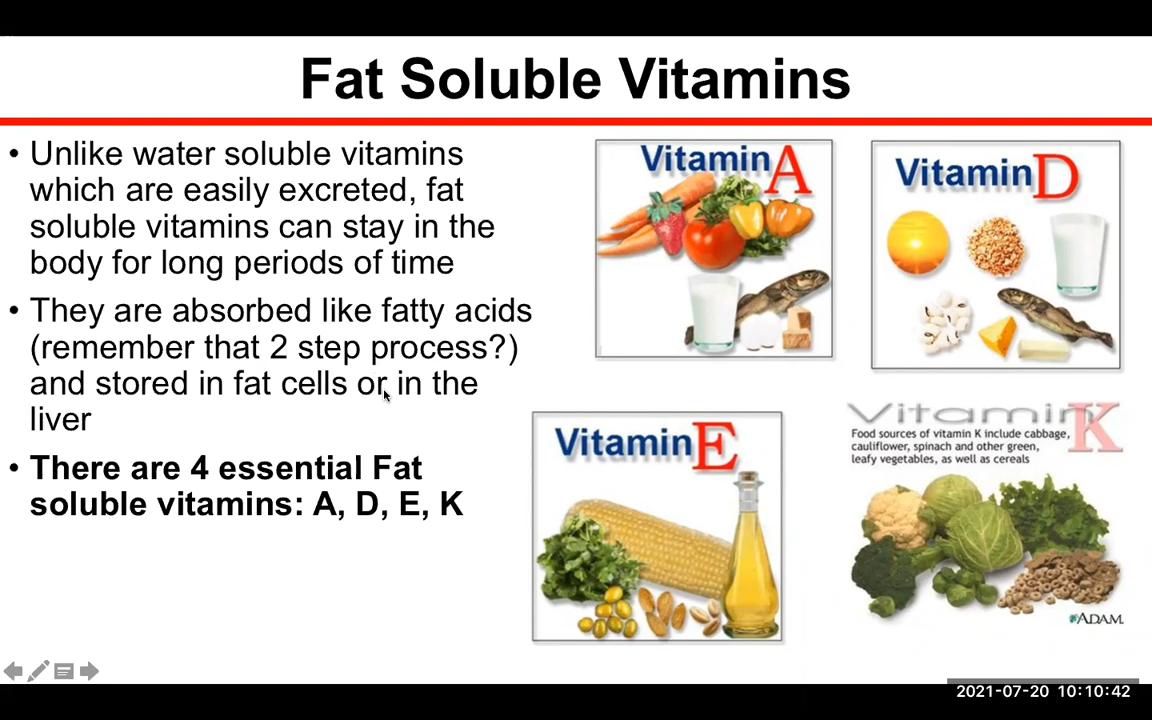 Fat Soluble Vitamins
• Unlike water soluble vitamins
which are easily excreted, fat
soluble vitamins can stay in the
body for long periods of time
• They are absorbed like fatty acids
(remember that 2 step process?)
and stored in fat cells or in the
liver
• There are 4 essential Fat
soluble vitamins: A, D, E, K
Vitamin A
Vitamin D
Vitamin E
Vitamin K
Food sources of vitamin K include cabbage,
cauliflower, spinach and other green,
leafy vegetables, as well as cereals
ADAM.
2021-07-20 10:10:42